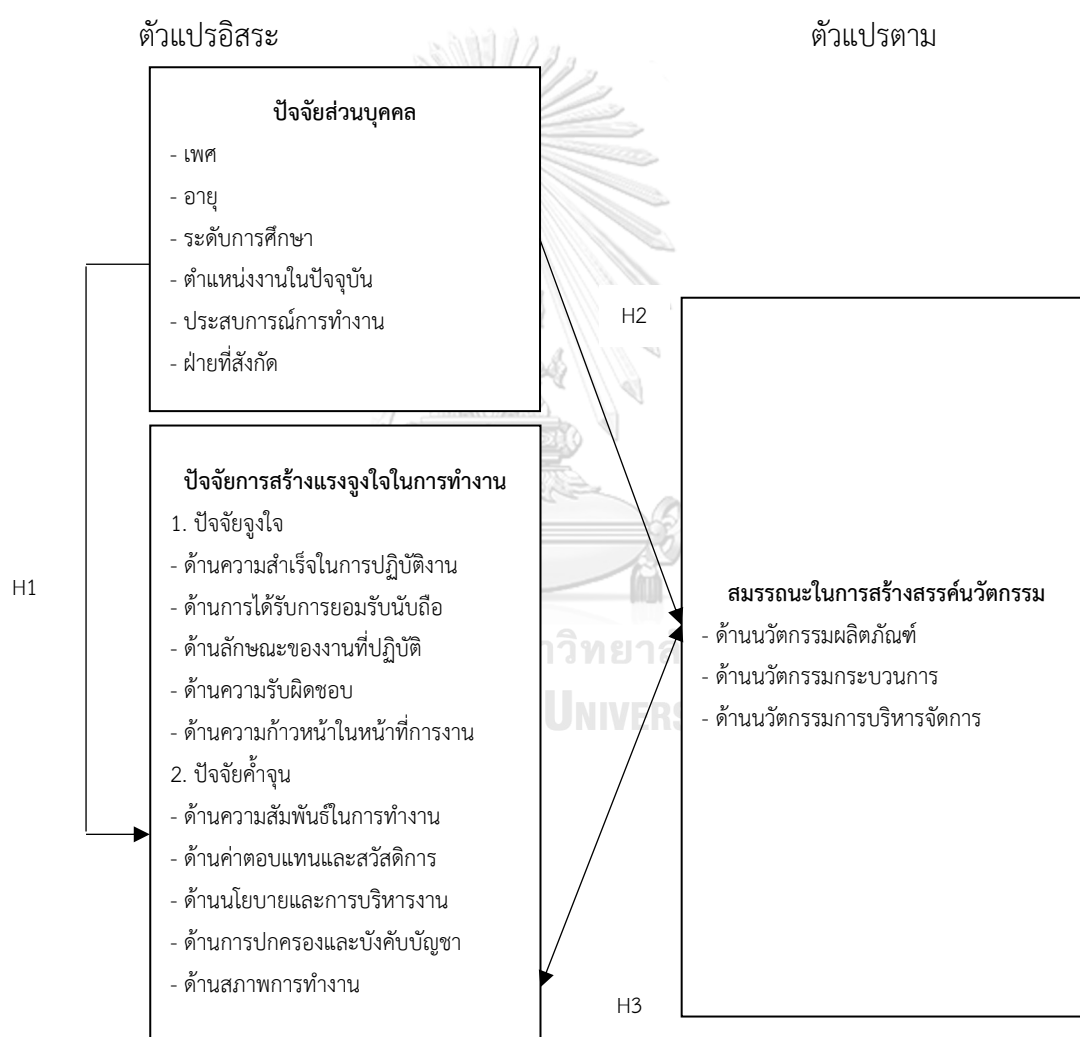 ตัวแปรอิสระ
ตัวแปรตาม
ปัจจัยส่วนบุคคล
- เพศ
- อายุ
- ระดับการศึกษา
- ตำแหน่งงานในปัจจุบัน
- ประสบการณ์การทำงาน
- ฝ่ายที่สังกัด
H2
ปัจจัยการสร้างแรงจูงใจในการทำงาน
1. ปัจจัยจูงใจ
- ด้านความสำเร็จในการปฏิบัติงาน
- ด้านการได้รับการยอมรับนับถือ
- ด้านลักษณะของงานที่ปฏิบัติ
- ด้านความรับผิดชอบ
- ด้านความก้าวหน้าในหน้าที่การงาน
2. ปัจจัยค้ำจุน
- ด้านความสัมพันธ์ในการทำงาน
- ด้านค่าตอบแทนและสวัสดิการ
- ด้านนโยบายและการบริหารงาน
- ด้านการปกครองและบังคับบัญชา
- ด้านสภาพการทำงาน
H1
สมรรถนะในการสร้างสรรค์นวัตกรรม
- ด้านนวัตกรรมผลิตภัณฑ์
- ด้านนวัตกรรมกระบวนการ
- ด้านนวัตกรรมการบริหารจัดการ
H3